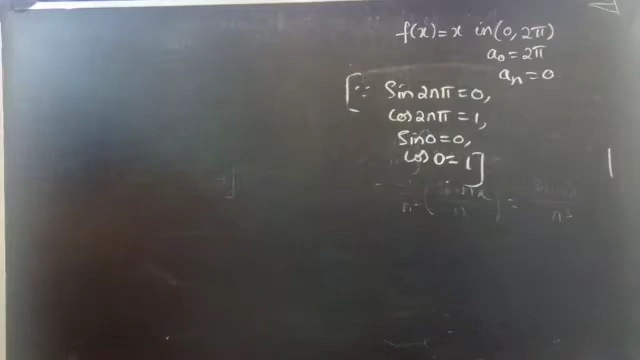 f(x) = x in (0, 2π)
a₀ = 2π
aₙ = 0
[∵ Sin 2nπ = 0,
cos 2nπ = 1,
Sin 0 = 0,
cos 0 = 1]